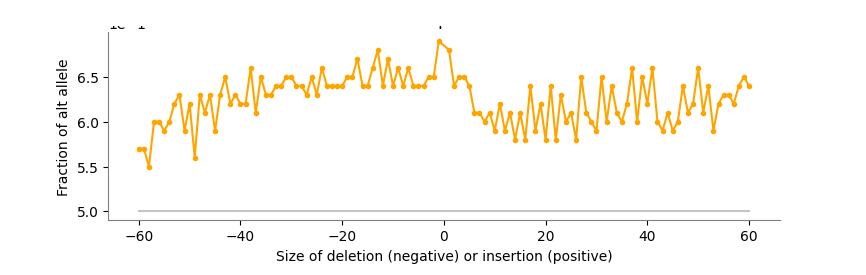 6.5
6.0
5.5
5.0
Fraction of alt allele
−60 −40 −20 0 20 40 60
Size of deletion (negative) or insertion (positive)